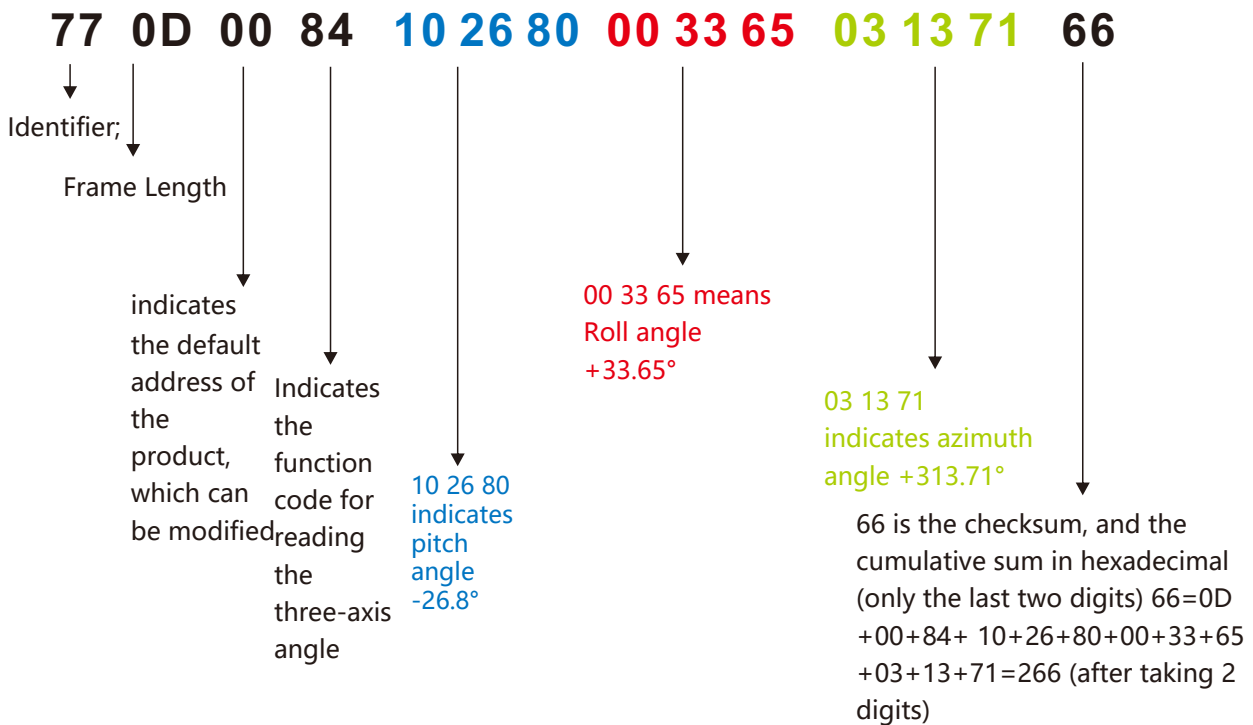 77 0D 00 84 10 26 80 00 33 65 03 13 71 66
Identifier;
Frame Length
indicates
the default
address of
the
product,
which can
be modified
Indicates
the
function
code for
reading
the
three-axis
angle
10 26 80
indicates
pitch
angle
-26.8°
00 33 65 means
Roll angle
+33.65°
03 13 71
indicates azimuth
angle +313.71°
66 is the checksum, and the
cumulative sum in hexadecimal
(only the last two digits) 66=0D
+00+84+ 10+26+80+00+33+65
+03+13+71=266 (after taking 2
digits)